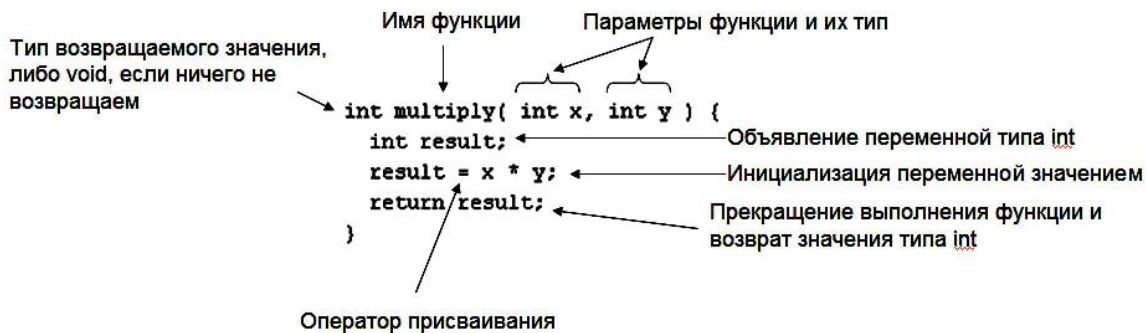 Имя функции
Параметры функции и их тип
Тип возвращаемого значения,
либо void, если ничего не
возвращаем
int multiply( int x, int y ) {
int result;
Объявление переменной типа int
result = x * y;
Инициализация переменной значением
return result;
Прекращение выполнения функции и
возврат значения типа int
}
Оператор присваивания